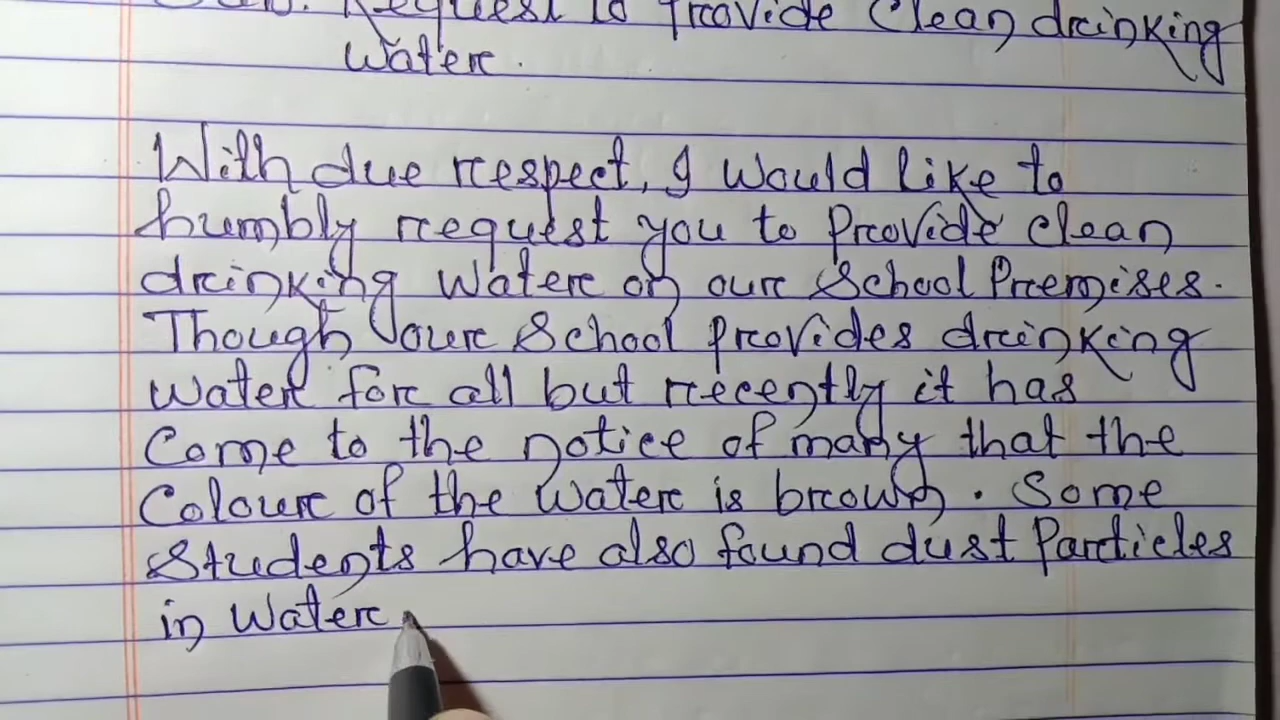 Sub: Request to Provide Clean drinking
Water.
With due respect, I would like to
humbly request you to Provide clean
drinking water on our School Premises.
Though our School provides drinking
water for all but recently it has
Come to the notice of many that the
Colour of the water is brown. Some
Students have also found dust Particles
in water